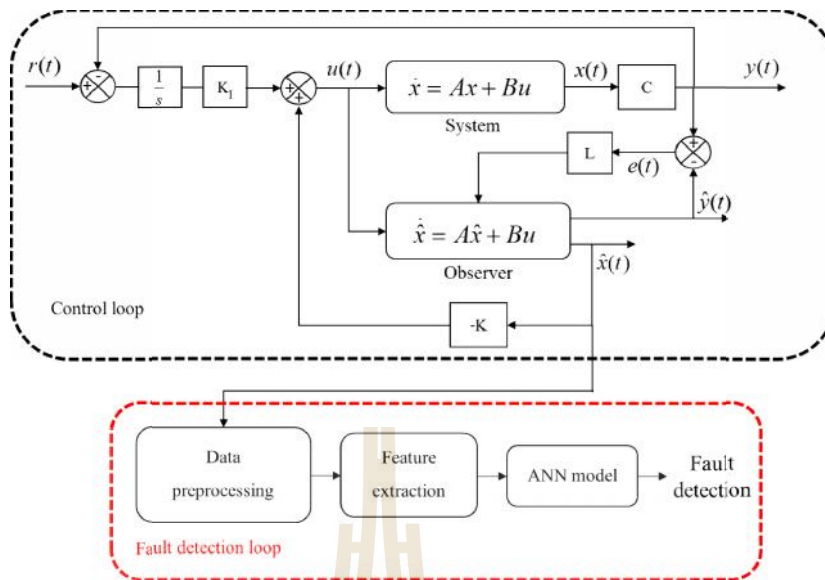 r(t)
+
-
1/s
K_I
+
+
u(t)
ẋ = Ax + Bu
System
x(t)
C
y(t)
L
e(t)
+
-
ŷ(t)
x̂̇ = Ax̂ + Bu
Observer
x̂(t)
-K
Control loop
Data
preprocessing
Feature
extraction
ANN model
Fault
detection
Fault detection loop